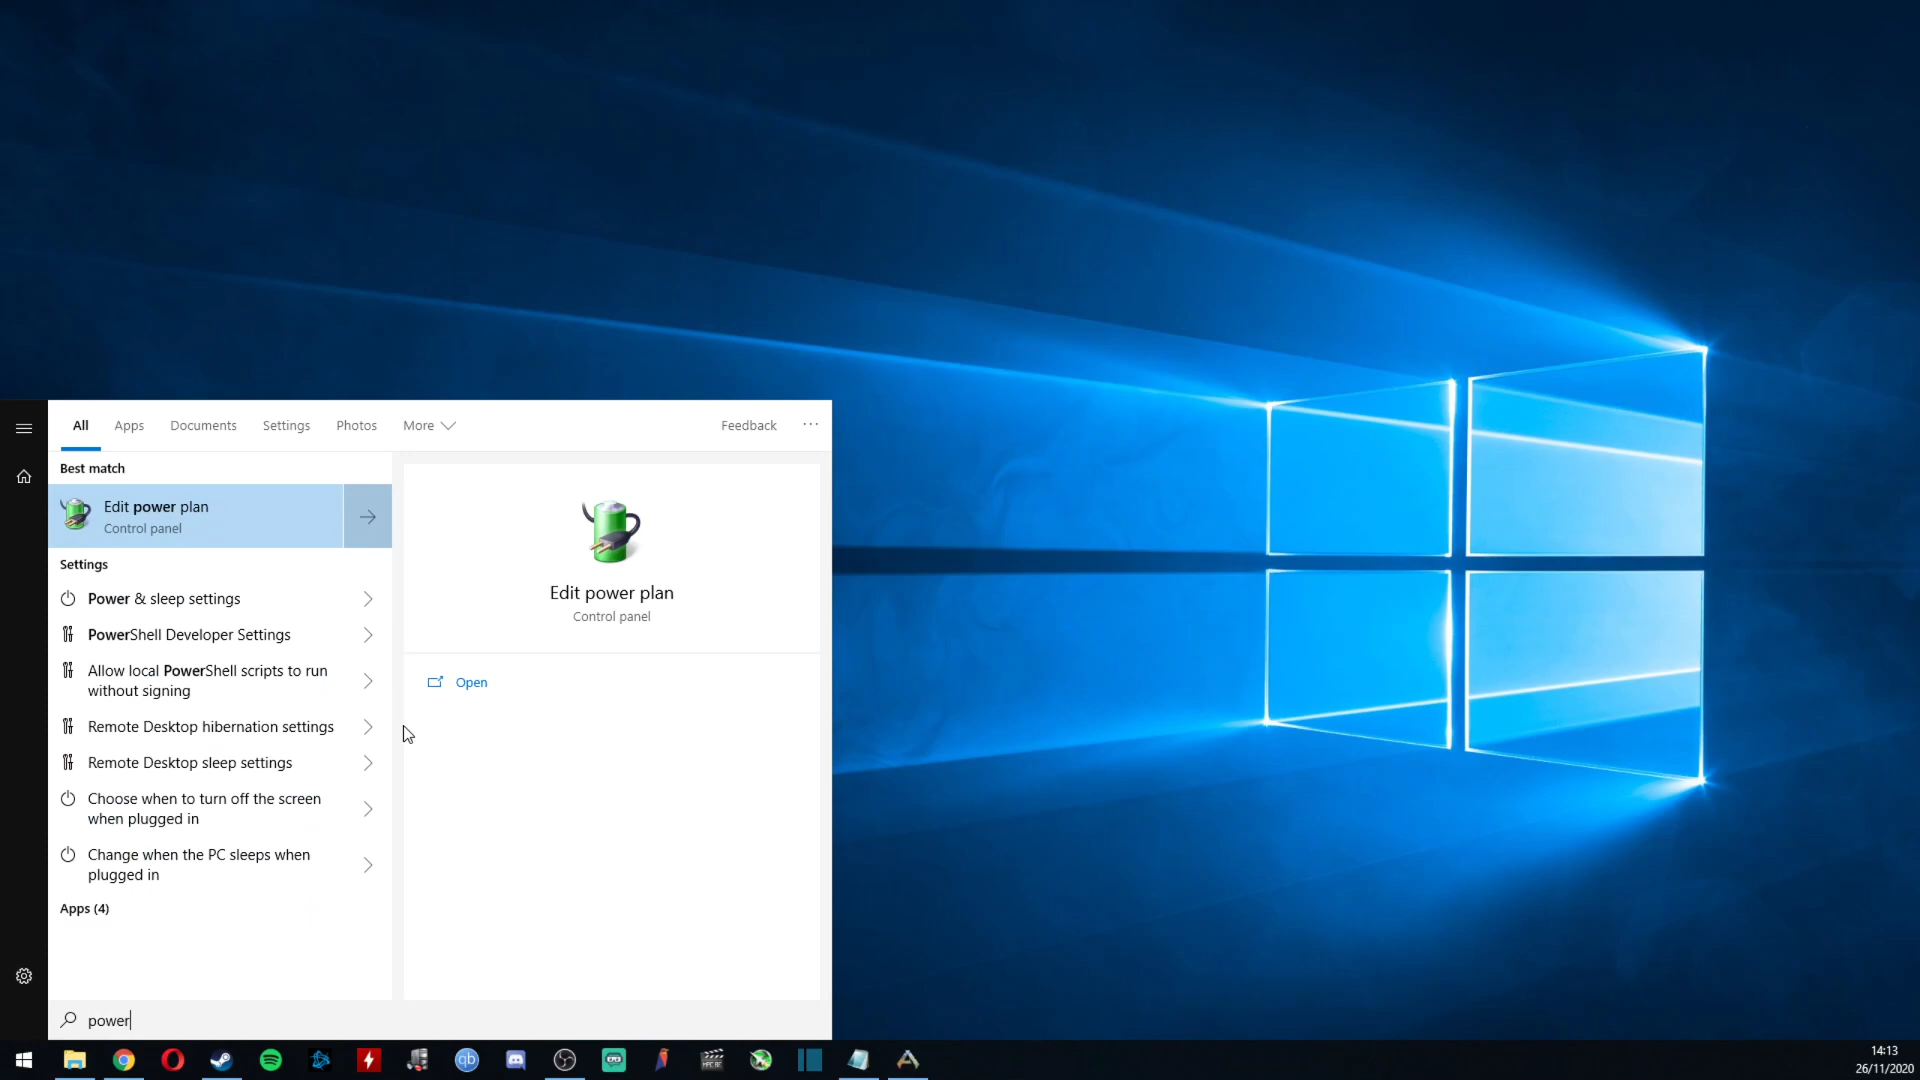 All
Apps
Documents
Settings
Photos
More
Feedback
Best match
Edit power plan
Control panel
Settings
Power & sleep settings
PowerShell Developer Settings
Allow local PowerShell scripts to run
without signing
Remote Desktop hibernation settings
Remote Desktop sleep settings
Choose when to turn off the screen
when plugged in
Change when the PC sleeps when
plugged in
Apps (4)
Edit power plan
Control panel
Open
power
qb
MPC-BE
14:13
26/11/2020